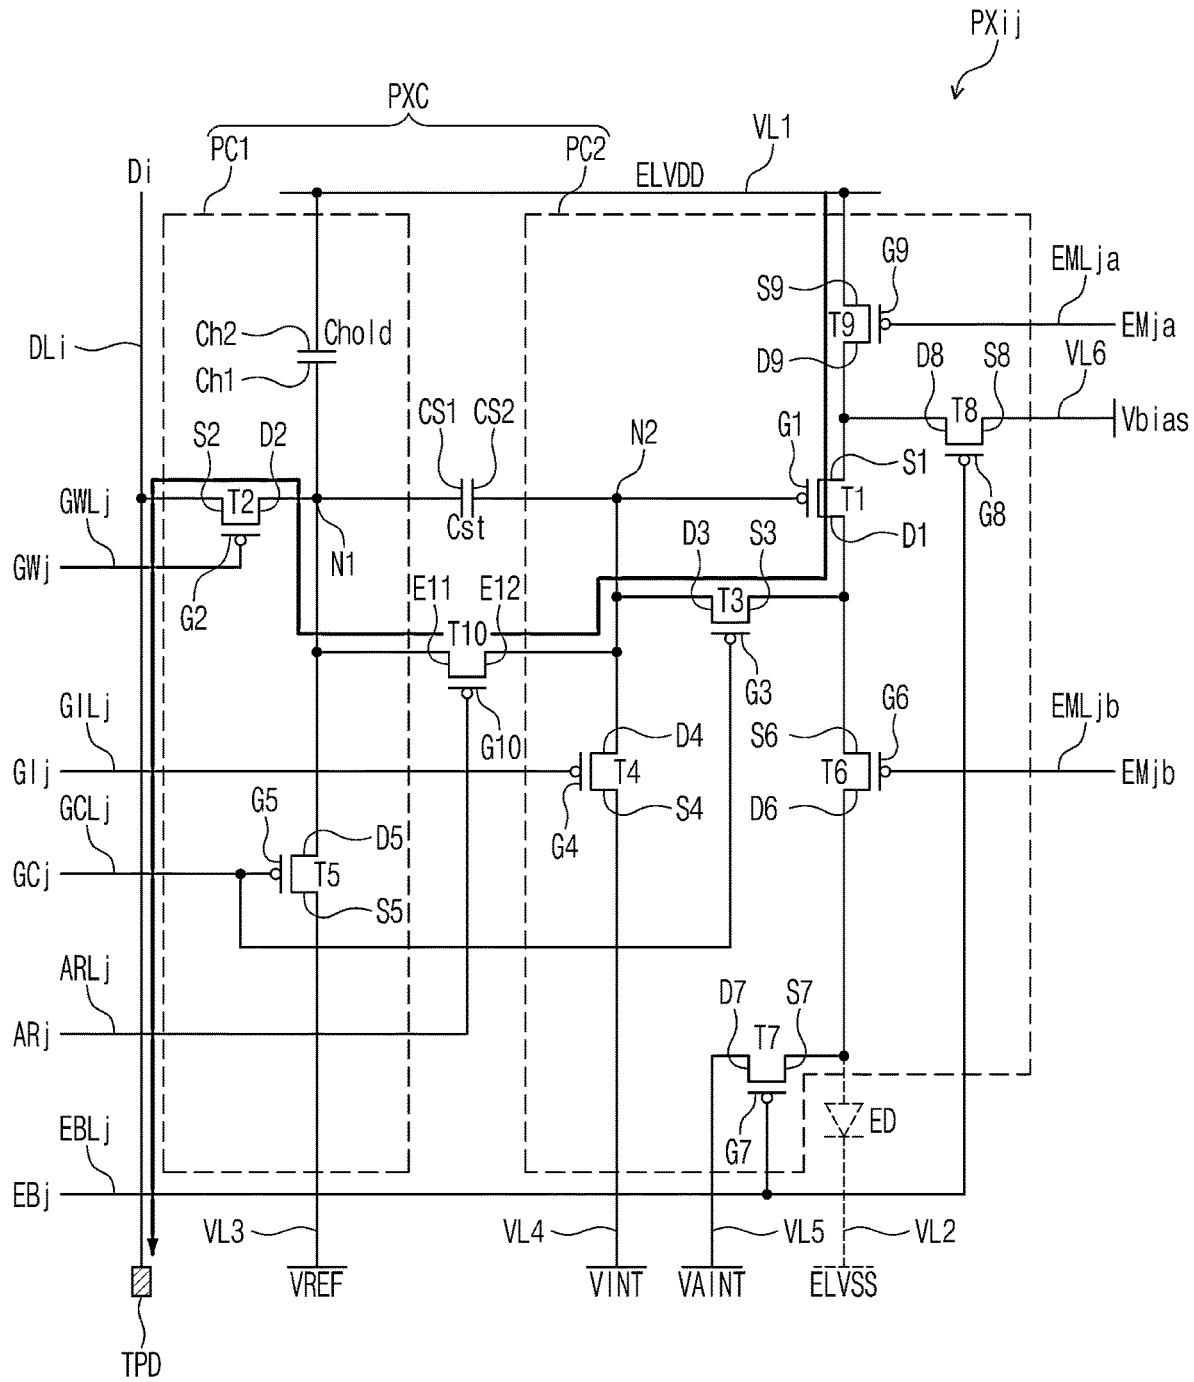 PXij
PXC
PC1
PC2
VL1
Di
ELVDD
G9
EMLja
S9
T9
EMja
Ch2
Chold
DLi
Ch1
D9
D8
S8
VL6
CS1
CS2
T8
Vbias
S2
D2
N2
G1
S1
GWLj
T2
T1
G8
Cst
D3
S3
D1
GWj
N1
G2
E11
E12
T3
T10
G3
GILj
G10
D4
S6
G6
EMLjb
GIj
T4
T6
EMjb
GCLj
G5
D5
G4
S4
D6
GCj
T5
S5
ARLj
D7
S7
ARj
T7
EBLj
G7
ED
EBj
VL3
VL4
VL5
VL2
VREF
VINT
VAINT
ELVSS
TPD